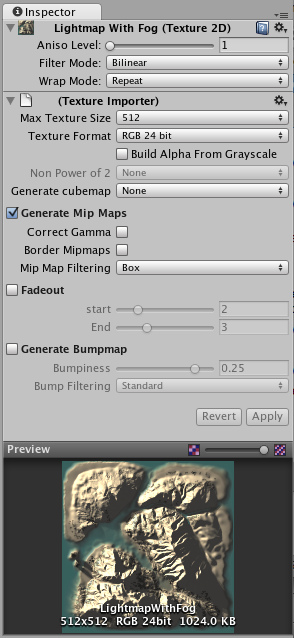 Inspector
Lightmap With Fog (Texture 2D)
Aniso Level: 1
Filter Mode: Bilinear
Wrap Mode: Repeat
(Texture Importer)
Max Texture Size 512
Texture Format RGB 24 bit
Build Alpha From Grayscale
Non Power of 2 None
Generate cubemap None
Generate Mip Maps
Correct Gamma
Border Mipmaps
Mip Map Filtering Box
Fadeout
start 2
End 3
Generate Bumpmap
Bumpiness 0.25
Bump Filtering Standard
Revert Apply
Preview
LightmapWithFog
512x512 RGB 24bit 1024.0 KB